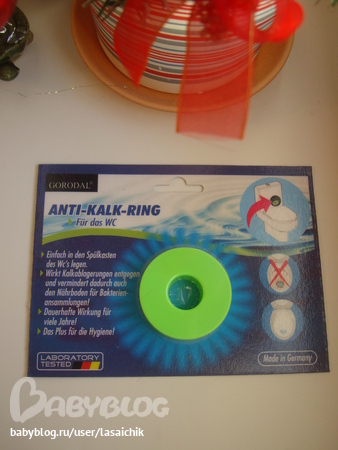 GORODAL®
ANTI-KALK-RING
Für das WC
Einfach in den Spülkasten
des Wc's legen.
Wirkt Kalkablagerungen entgegen
und vermindert dadurch auch
den Nährboden für Bakterien-
ansammlungen!
Dauerhafte Wirkung für
viele Jahre!
Das Plus für die Hygiene!
LABORATORY
TESTED
Made in Germany
BABYBLOG
babyblog.ru/user/lasaichik